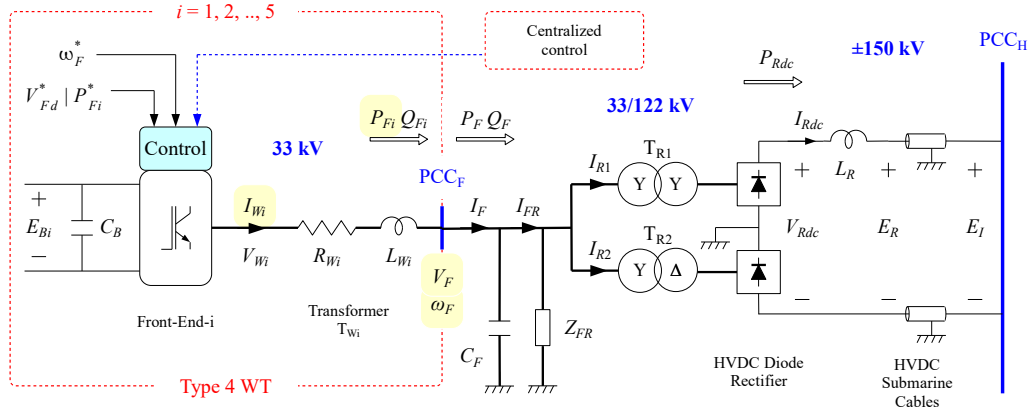 i = 1, 2, .., 5
Centralized
control
ω*F
V*Fd | P*Fi
Control
EBi
CB
+
−
Front-End-i
33 kV
IWi
VWi
RWi
LWi
Transformer
TWi
Type 4 WT
PFi QFi
PF QF
PCCF
VF
ωF
IF
IFR
CF
ZFR
33/122 kV
IR1
TR1
Y Y
IR2
TR2
Y Δ
HVDC Diode
Rectifier
PRdc
IRdc
LR
+
VRdc
−
+
ER
−
+
EI
−
±150 kV
PCCH
HVDC
Submarine
Cables